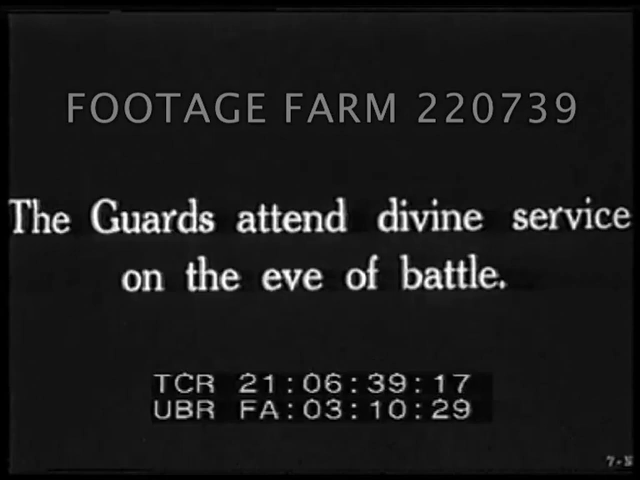 FOOTAGE FARM 220739
The Guards attend divine service
on the eve of battle.
TCR 21:06:39:17
UBR FA:03:10:29
7-N